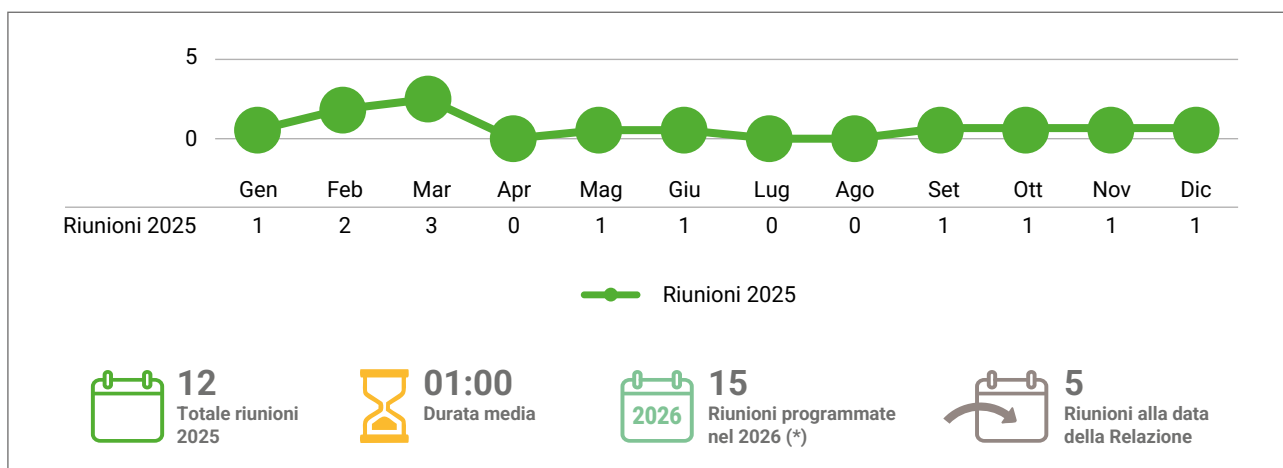 5
0
Gen Feb Mar Apr Mag Giu Lug Ago Set Ott Nov Dic
Riunioni 2025 1 2 3 0 1 1 0 0 1 1 1 1
Riunioni 2025
12
Totale riunioni
2025
01:00
Durata media
2026
15
Riunioni programmate
nel 2026 (*)
5
Riunioni alla data
della Relazione